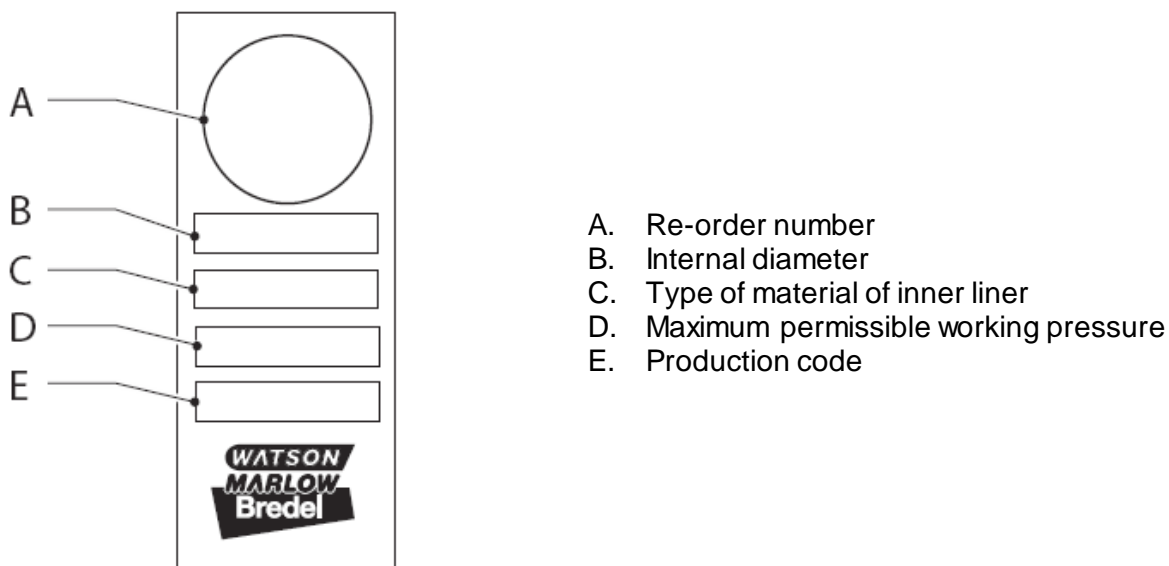 A
B
C
D
E
WATSON
MARLOW
Bredel
A. Re-order number
B. Internal diameter
C. Type of material of inner liner
D. Maximum permissible working pressure
E. Production code